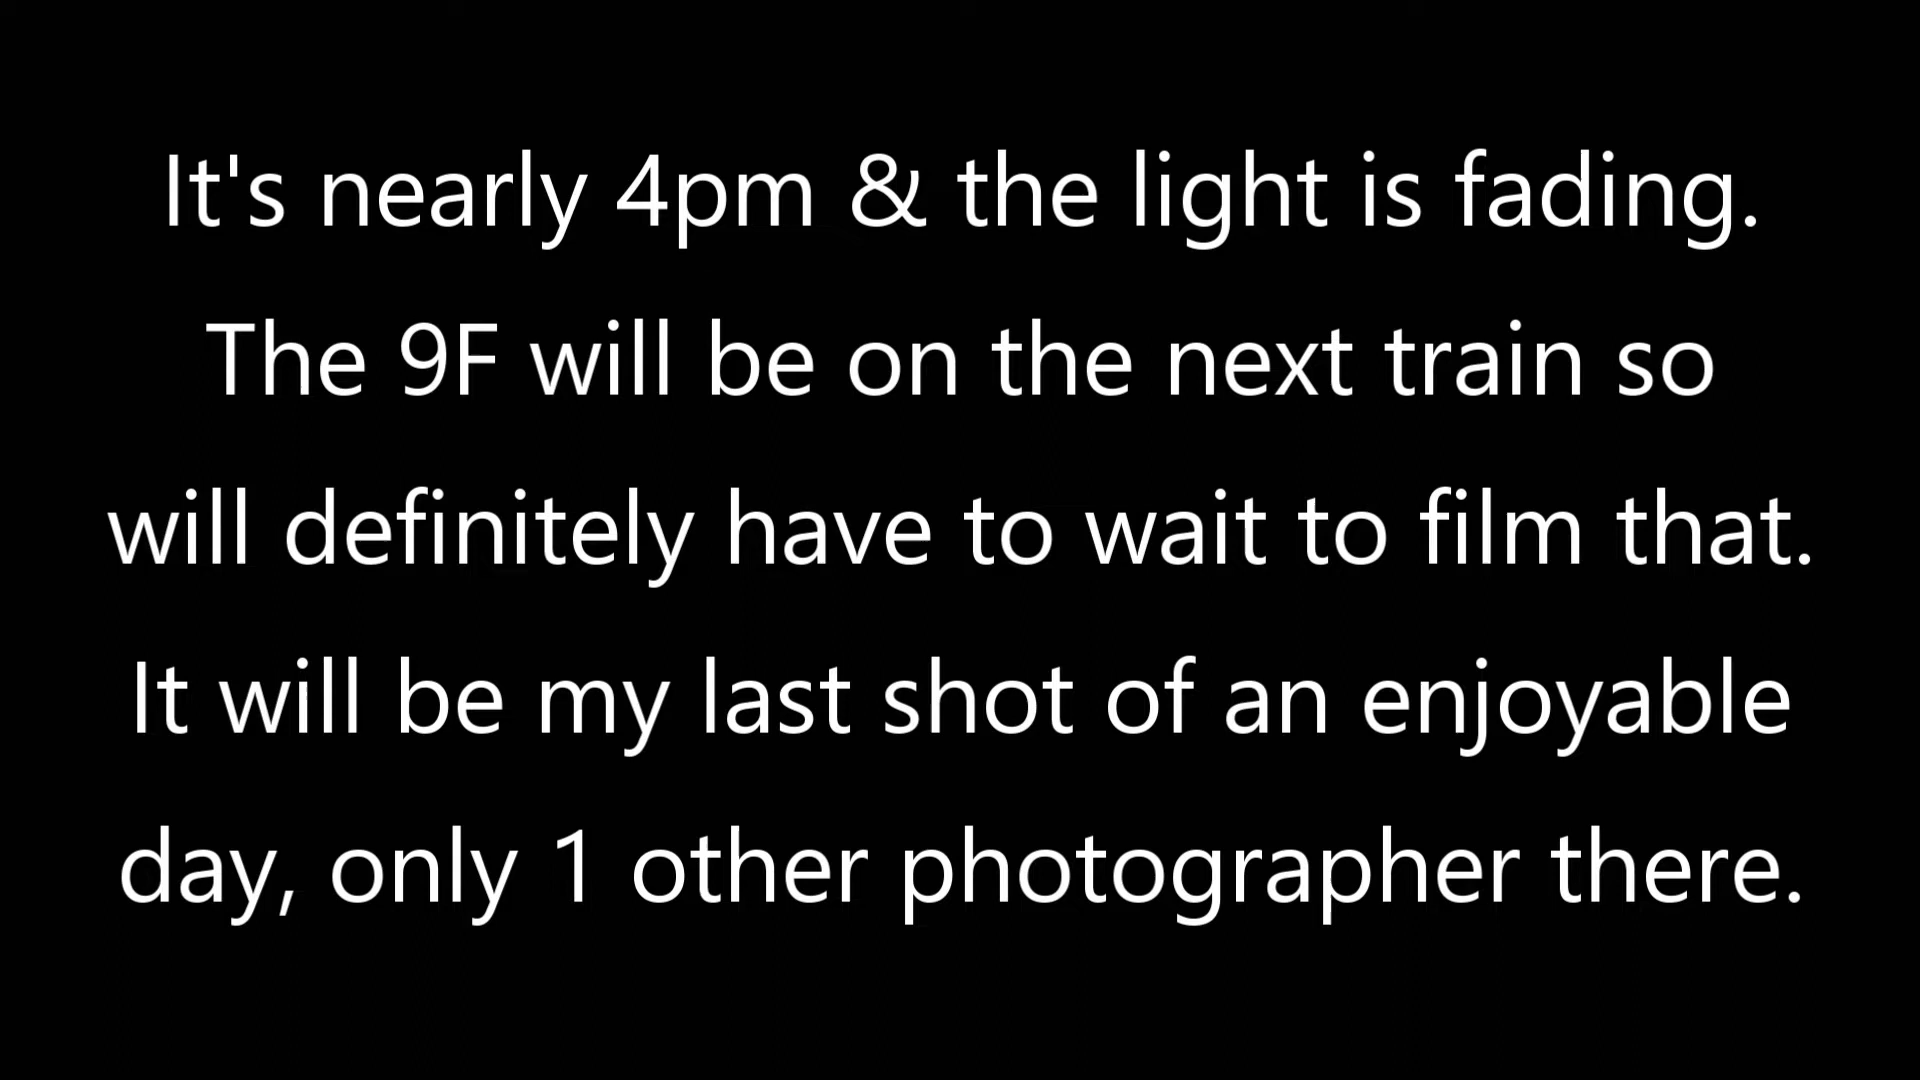 It's nearly 4pm & the light is fading.
The 9F will be on the next train so
will definitely have to wait to film that.
It will be my last shot of an enjoyable
day, only 1 other photographer there.